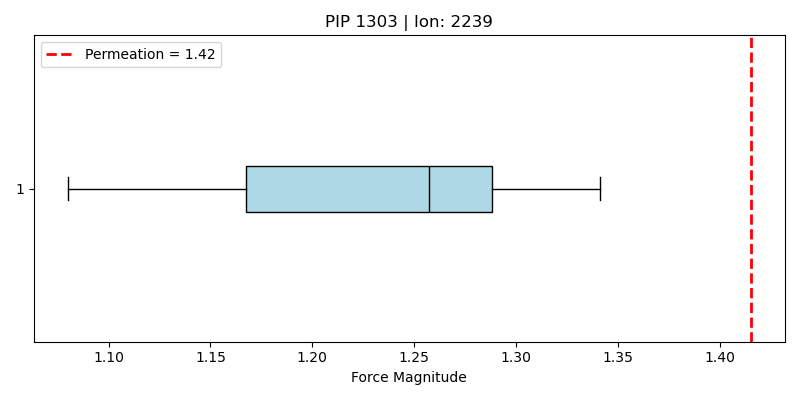 PIP 1303 | Ion: 2239
Permeation = 1.42
1
1.10 1.15 1.20 1.25 1.30 1.35 1.40
Force Magnitude